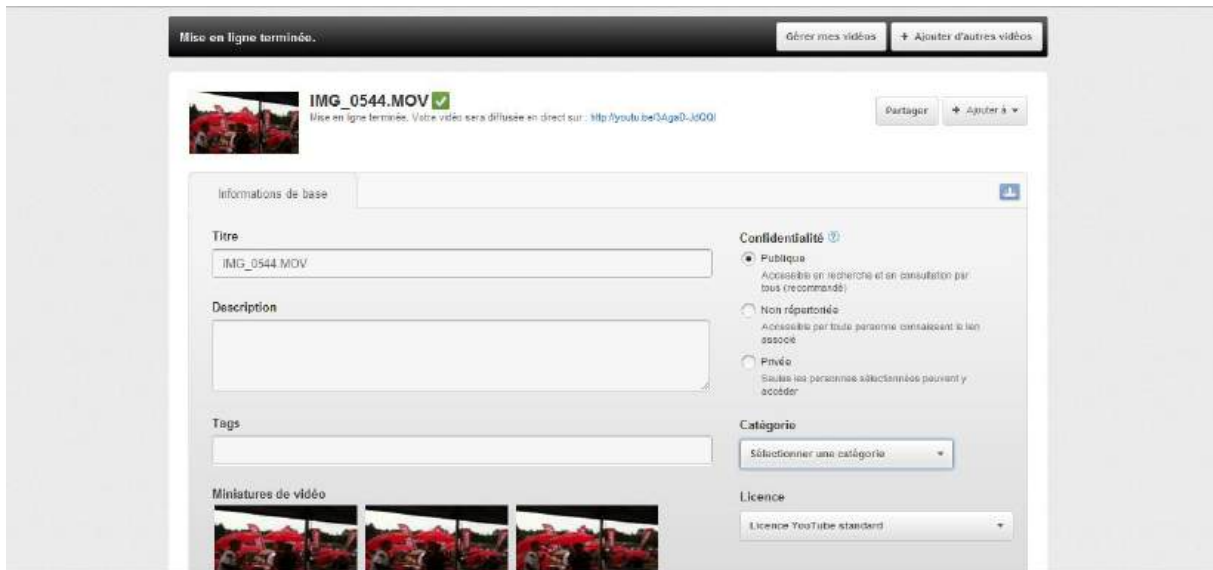 Mise en ligne terminée.
Gérer mes vidéos
+ Ajouter d'autres vidéos
IMG_0544.MOV
Mise en ligne terminée. Votre vidéo sera diffusée en direct sur :
Partager
+ Ajouter à
Informations de base
Titre
IMG_0544.MOV
Description
Tags
Miniatures de vidéo
Confidentialité ?
Publique
Accessible en recherche et en consultation par
tous (recommandé)
Non répertoriée
Accessible par toute personne connaissant le lien
associé
Privée
Seules les personnes sélectionnées peuvent y
accéder
Catégorie
Sélectionner une catégorie
Licence
Licence YouTube standard